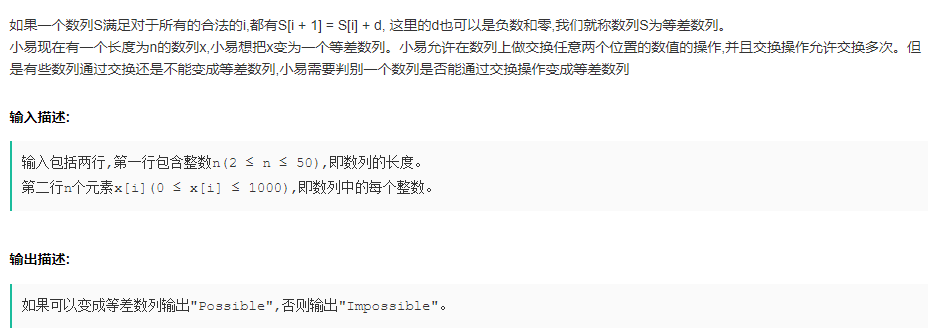 如果一个数列S满足对于所有的合法的i,都有S[i + 1] = S[i] + d, 这里的d也可以是负数和零,我们就称数列S为等差数列。
小易现在有一个长度为n的数列x,小易想把x变为一个等差数列。小易允许在数列上做交换任意两个位置的数值的操作,并且交换操作允许交换多次。但
是有些数列通过交换还是不能变成等差数列,小易需要判别一个数列是否能通过交换操作变成等差数列
输入描述:
输入包括两行,第一行包含整数n(2 ≤ n ≤ 50),即数列的长度。
第二行n个元素x[i](0 ≤ x[i] ≤ 1000),即数列中的每个整数。
输出描述:
如果可以变成等差数列输出"Possible",否则输出"Impossible"。